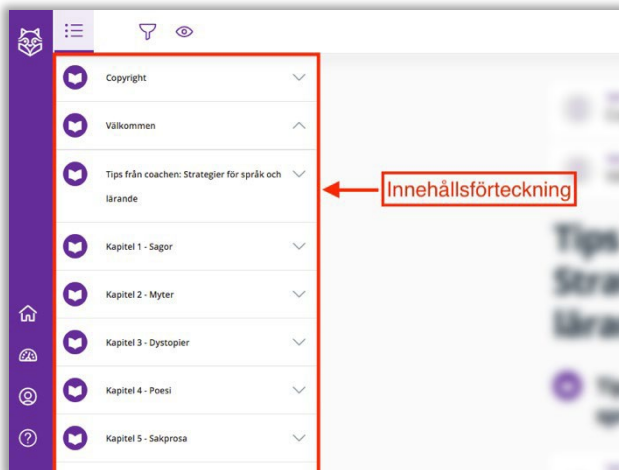 Copyright
Välkommen
Tips från coachen: Strategier för språk och
lärande
Innehållsförteckning
Kapitel 1 - Sagor
Kapitel 2 - Myter
Kapitel 3 - Dystopier
Kapitel 4 - Poesi
Kapitel 5 - Sakprosa
Tips